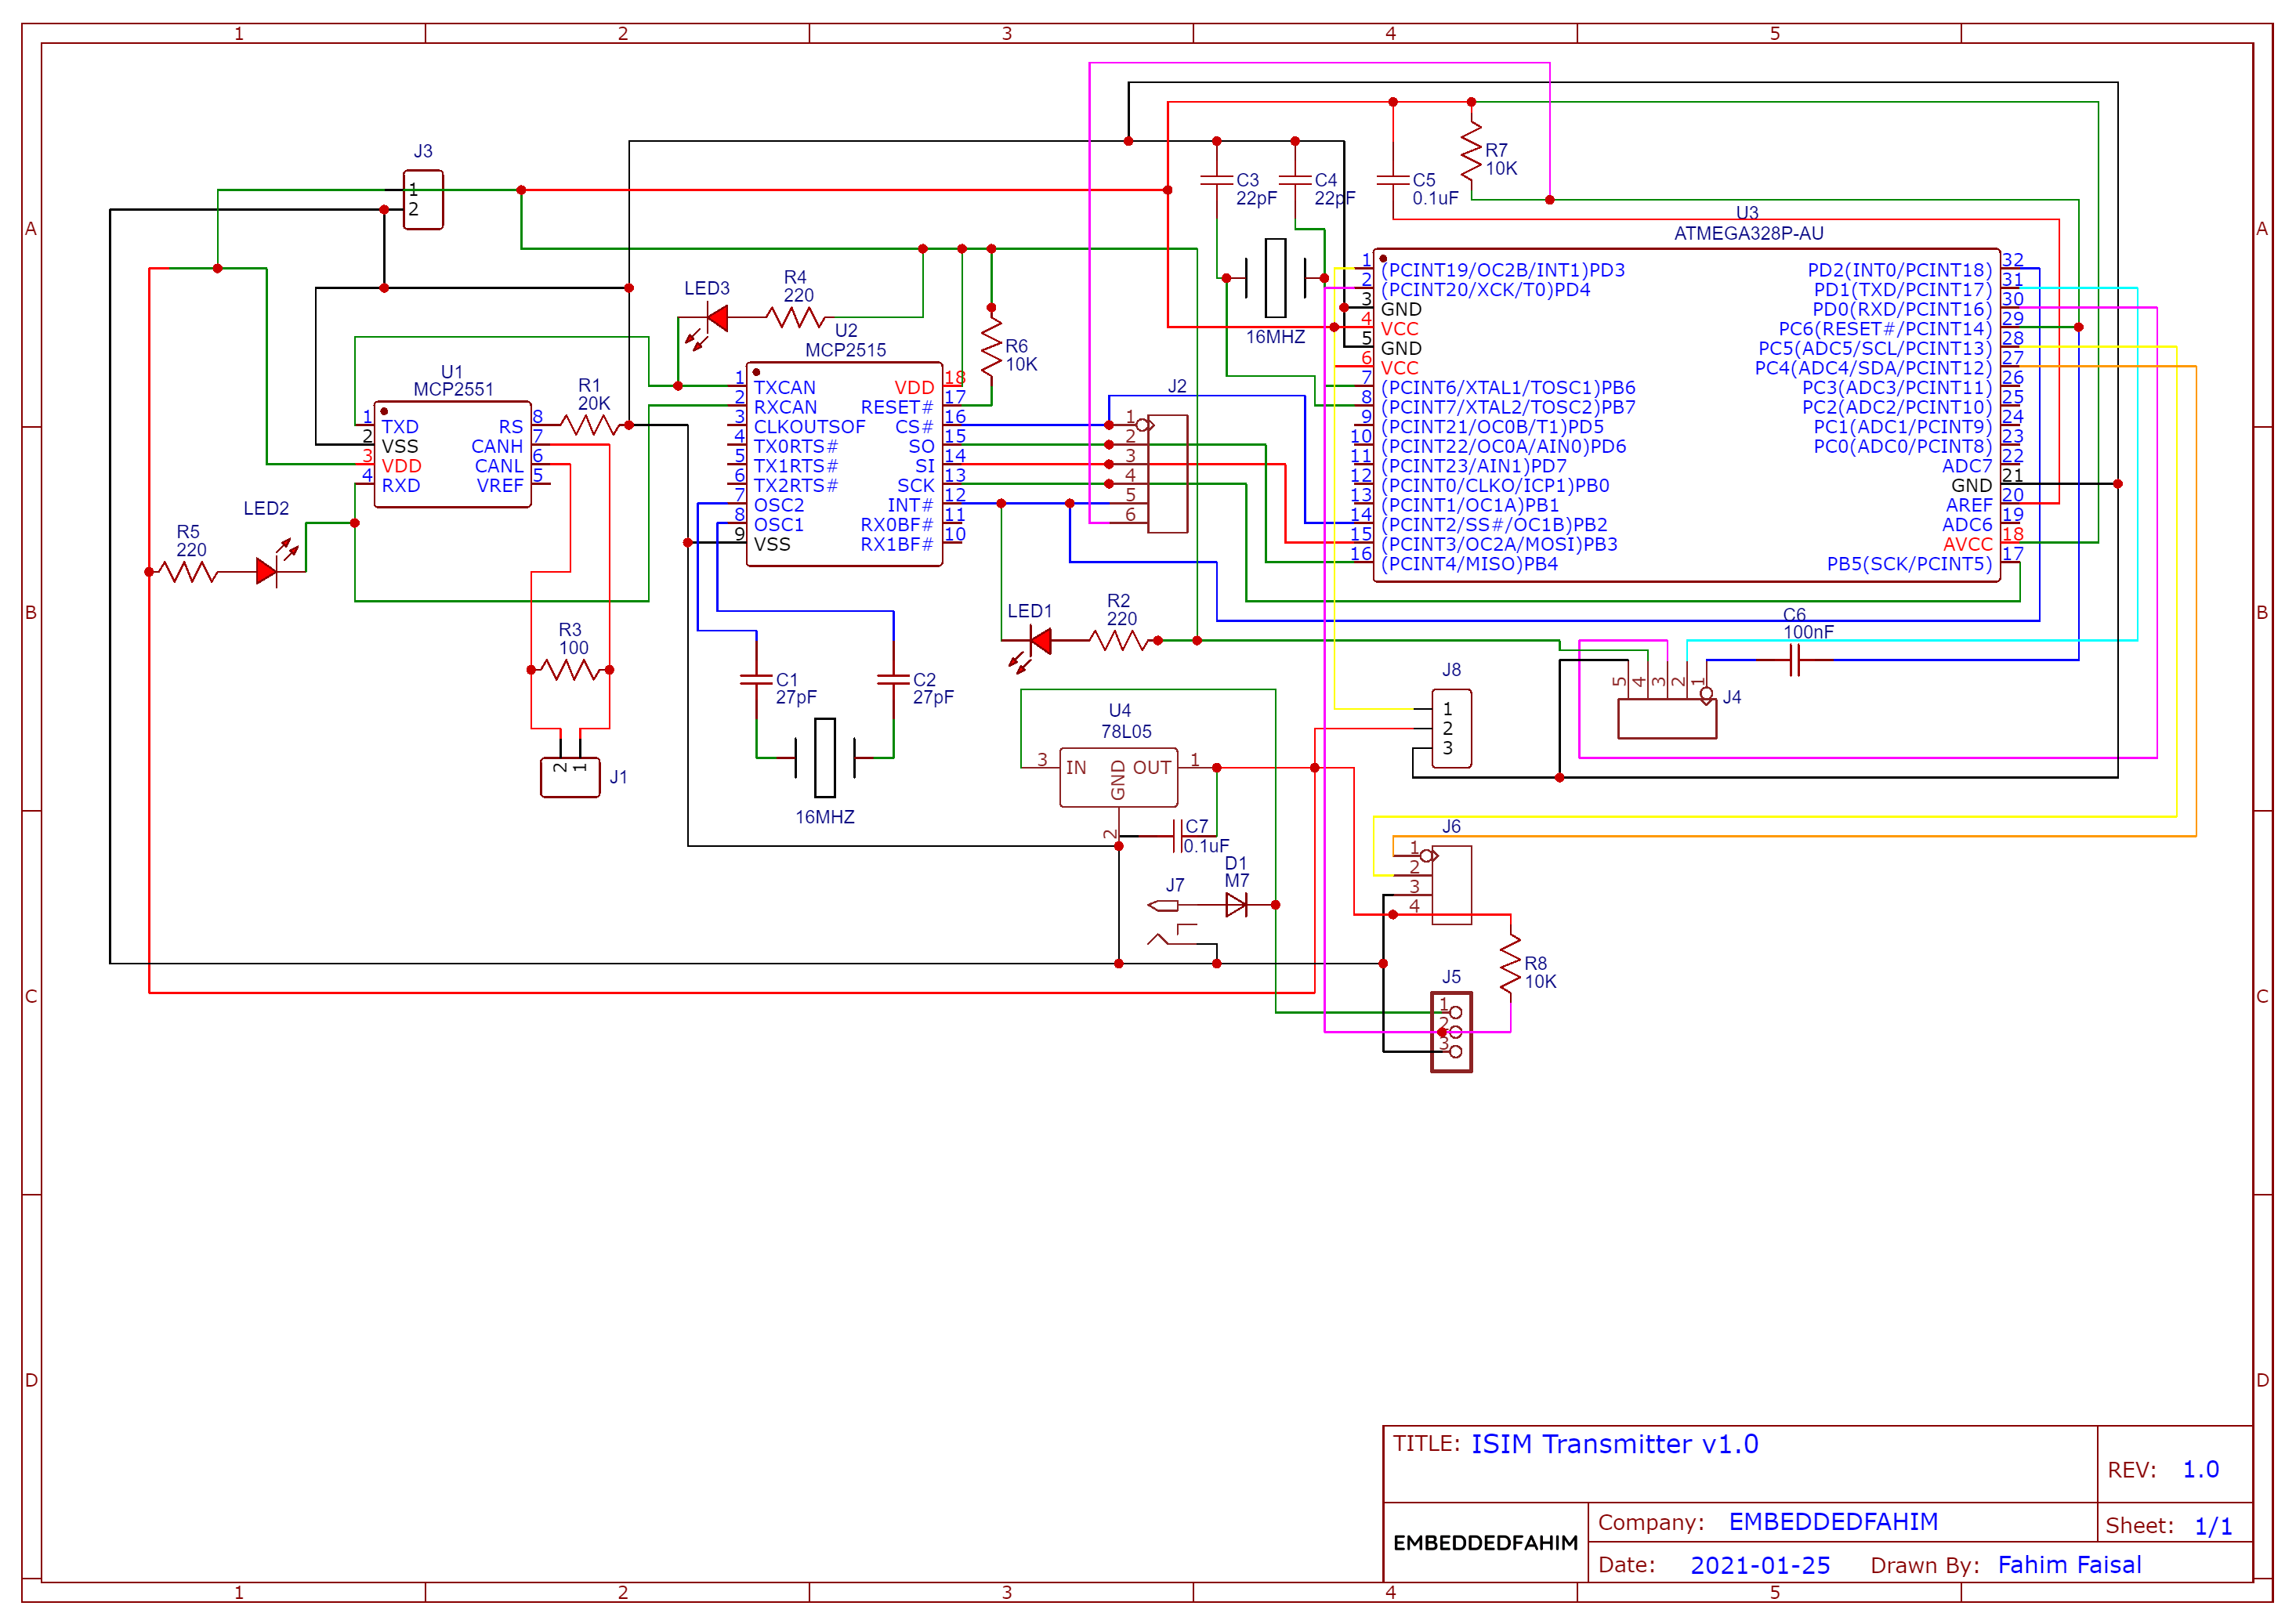 1 2 3 4 5
A
B
C
D
A
B
C
D
1 2 3 4 5
J3
1
2
LED3
R4
220
U2
MCP2515
1 TXCAN
2 RXCAN
3 CLKOUTSOF
4 TX0RTS#
5 TX1RTS#
6 TX2RTS#
7 OSC2
8 OSC1
9 VSS
VDD 18
RESET# 17
CS# 16
SO 15
SI 14
SCK 13
INT# 12
RX0BF# 11
RX1BF# 10
R6
10K
U1
MCP2551
1 TXD
2 VSS
3 VDD
4 RXD
RS 8
CANH 7
CANL 6
VREF 5
R1
20K
LED2
R5
220
R3
100
2 1
J1
C1
27pF
C2
27pF
16MHZ
LED1
R2
220
J2
1
2
3
4
5
6
C3
22pF
C4
22pF
16MHZ
C5
0.1uF
R7
10K
U3
ATMEGA328P-AU
1 (PCINT19/OC2B/INT1)PD3
2 (PCINT20/XCK/T0)PD4
3 GND
4 VCC
5 GND
6 VCC
7 (PCINT6/XTAL1/TOSC1)PB6
8 (PCINT7/XTAL2/TOSC2)PB7
9 (PCINT21/OC0B/T1)PD5
10 (PCINT22/OC0A/AIN0)PD6
11 (PCINT23/AIN1)PD7
12 (PCINT0/CLKO/ICP1)PB0
13 (PCINT1/OC1A)PB1
14 (PCINT2/SS#/OC1B)PB2
15 (PCINT3/OC2A/MOSI)PB3
16 (PCINT4/MISO)PB4
PD2(INT0/PCINT18) 32
PD1(TXD/PCINT17) 31
PD0(RXD/PCINT16) 30
PC6(RESET#/PCINT14) 29
PC5(ADC5/SCL/PCINT13) 28
PC4(ADC4/SDA/PCINT12) 27
PC3(ADC3/PCINT11) 26
PC2(ADC2/PCINT10) 25
PC1(ADC1/PCINT9) 24
PC0(ADC0/PCINT8) 23
ADC7 22
GND 21
AREF 20
ADC6 19
AVCC 18
PB5(SCK/PCINT5) 17
C6
100nF
5 4 3 2 1
J4
J8
1
2
3
U4
78L05
3 IN GND OUT 1
2
C7
0.1uF
D1
M7
J7
J6
1
2
3
4
R8
10K
J5
1
2
3
TITLE: ISIM Transmitter v1.0
REV: 1.0
EMBEDDEDFAHIM
Company: EMBEDDEDFAHIM
Sheet: 1/1
Date: 2021-01-25 Drawn By: Fahim Faisal